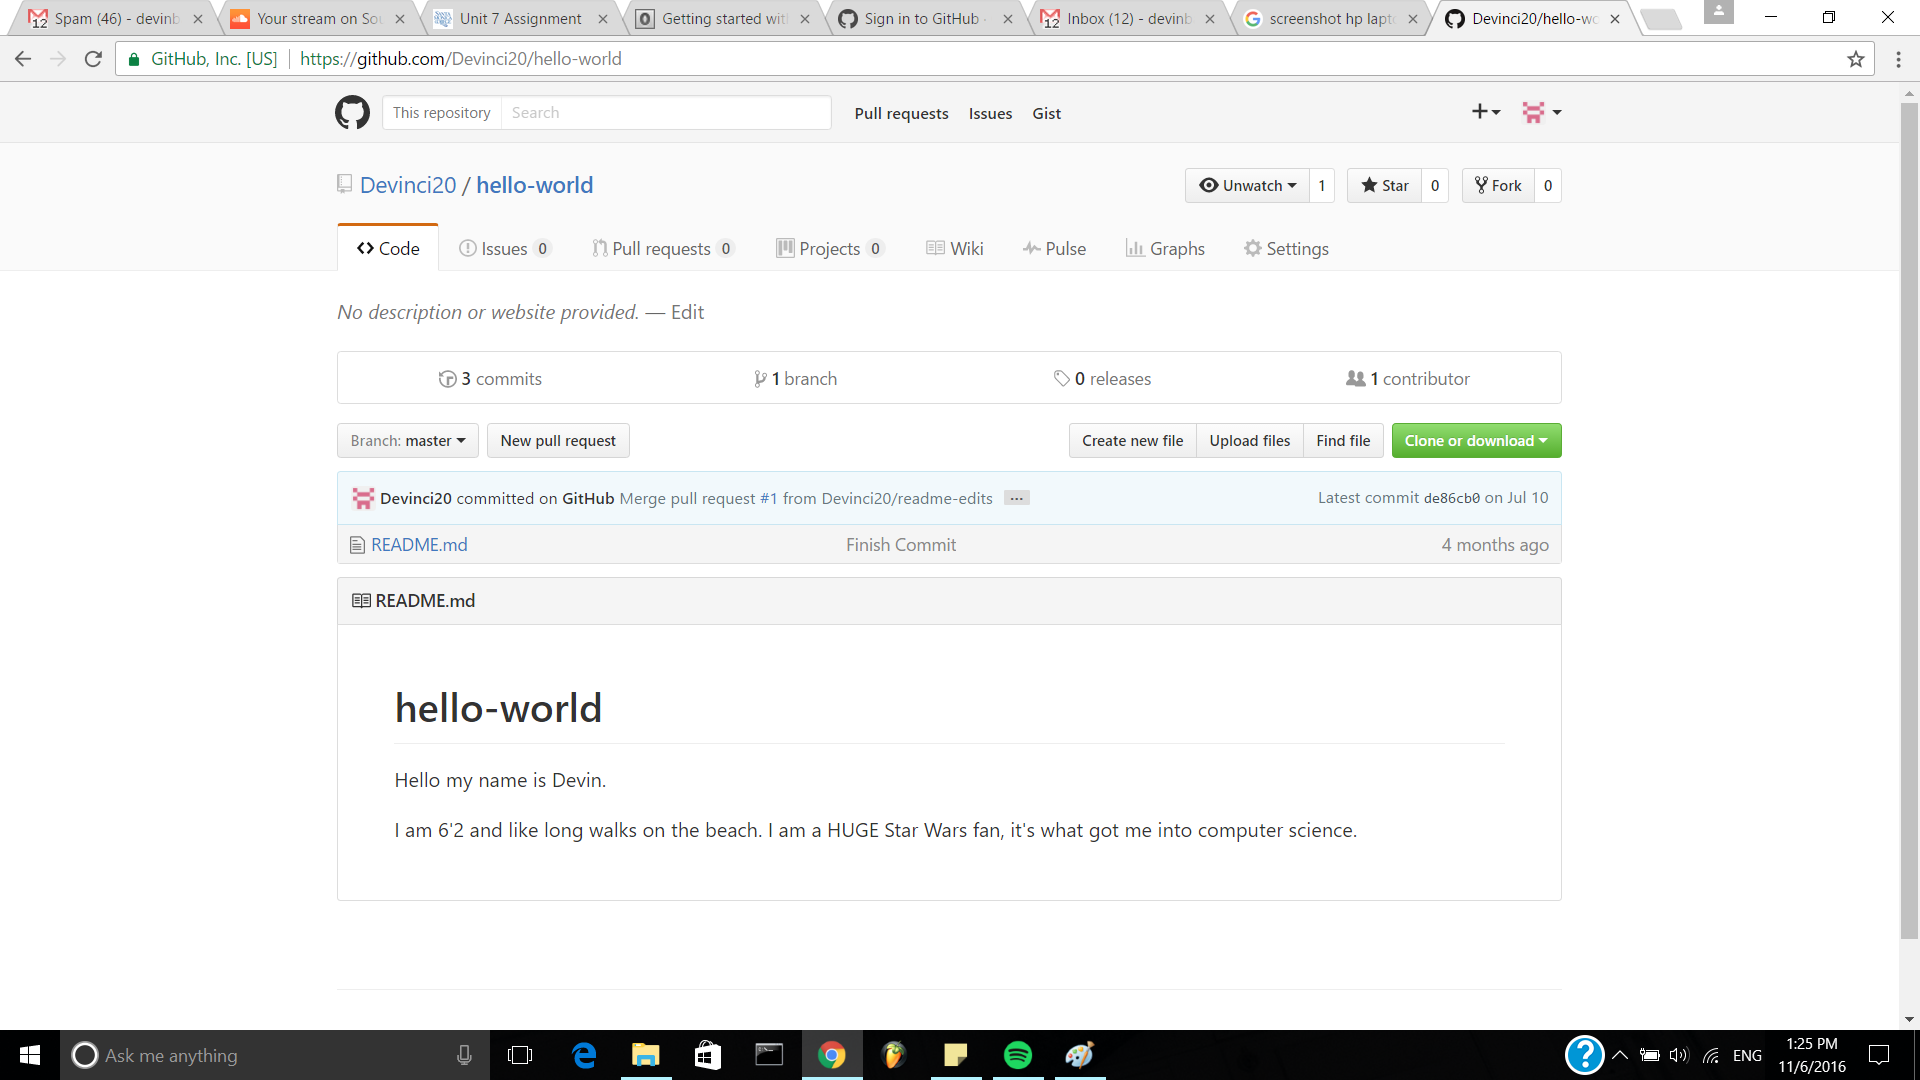 Spam (46) - devinb
Your stream on Sou
Unit 7 Assignment
Getting started with
Sign in to GitHub
Inbox (12) - devinb
screenshot hp lapto
Devinci20/hello-wo
GitHub, Inc. [US]
https://github.com/Devinci20/hello-world
This repository
Search
Pull requests
Issues
Gist
Devinci20 / hello-world
Unwatch 1
Star 0
Fork 0
Code
Issues 0
Pull requests 0
Projects 0
Wiki
Pulse
Graphs
Settings
No description or website provided. — Edit
3 commits
1 branch
0 releases
1 contributor
Branch: master
New pull request
Create new file
Upload files
Find file
Clone or download
Devinci20 committed on GitHub Merge pull request #1 from Devinci20/readme-edits ...
Latest commit de86cb0 on Jul 10
README.md
Finish Commit
4 months ago
README.md
hello-world
Hello my name is Devin.
I am 6'2 and like long walks on the beach. I am a HUGE Star Wars fan, it's what got me into computer science.
Ask me anything
ENG
1:25 PM
11/6/2016